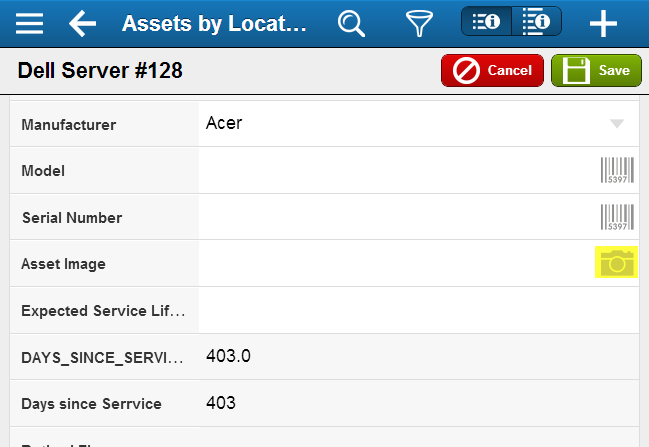 Assets by Locat...
Dell Server #128
Cancel
Save
Manufacturer
Acer
Model
5397
Serial Number
5397
Asset Image
Expected Service Lif...
DAYS_SINCE_SERVI...
403.0
Days since Serrvice
403